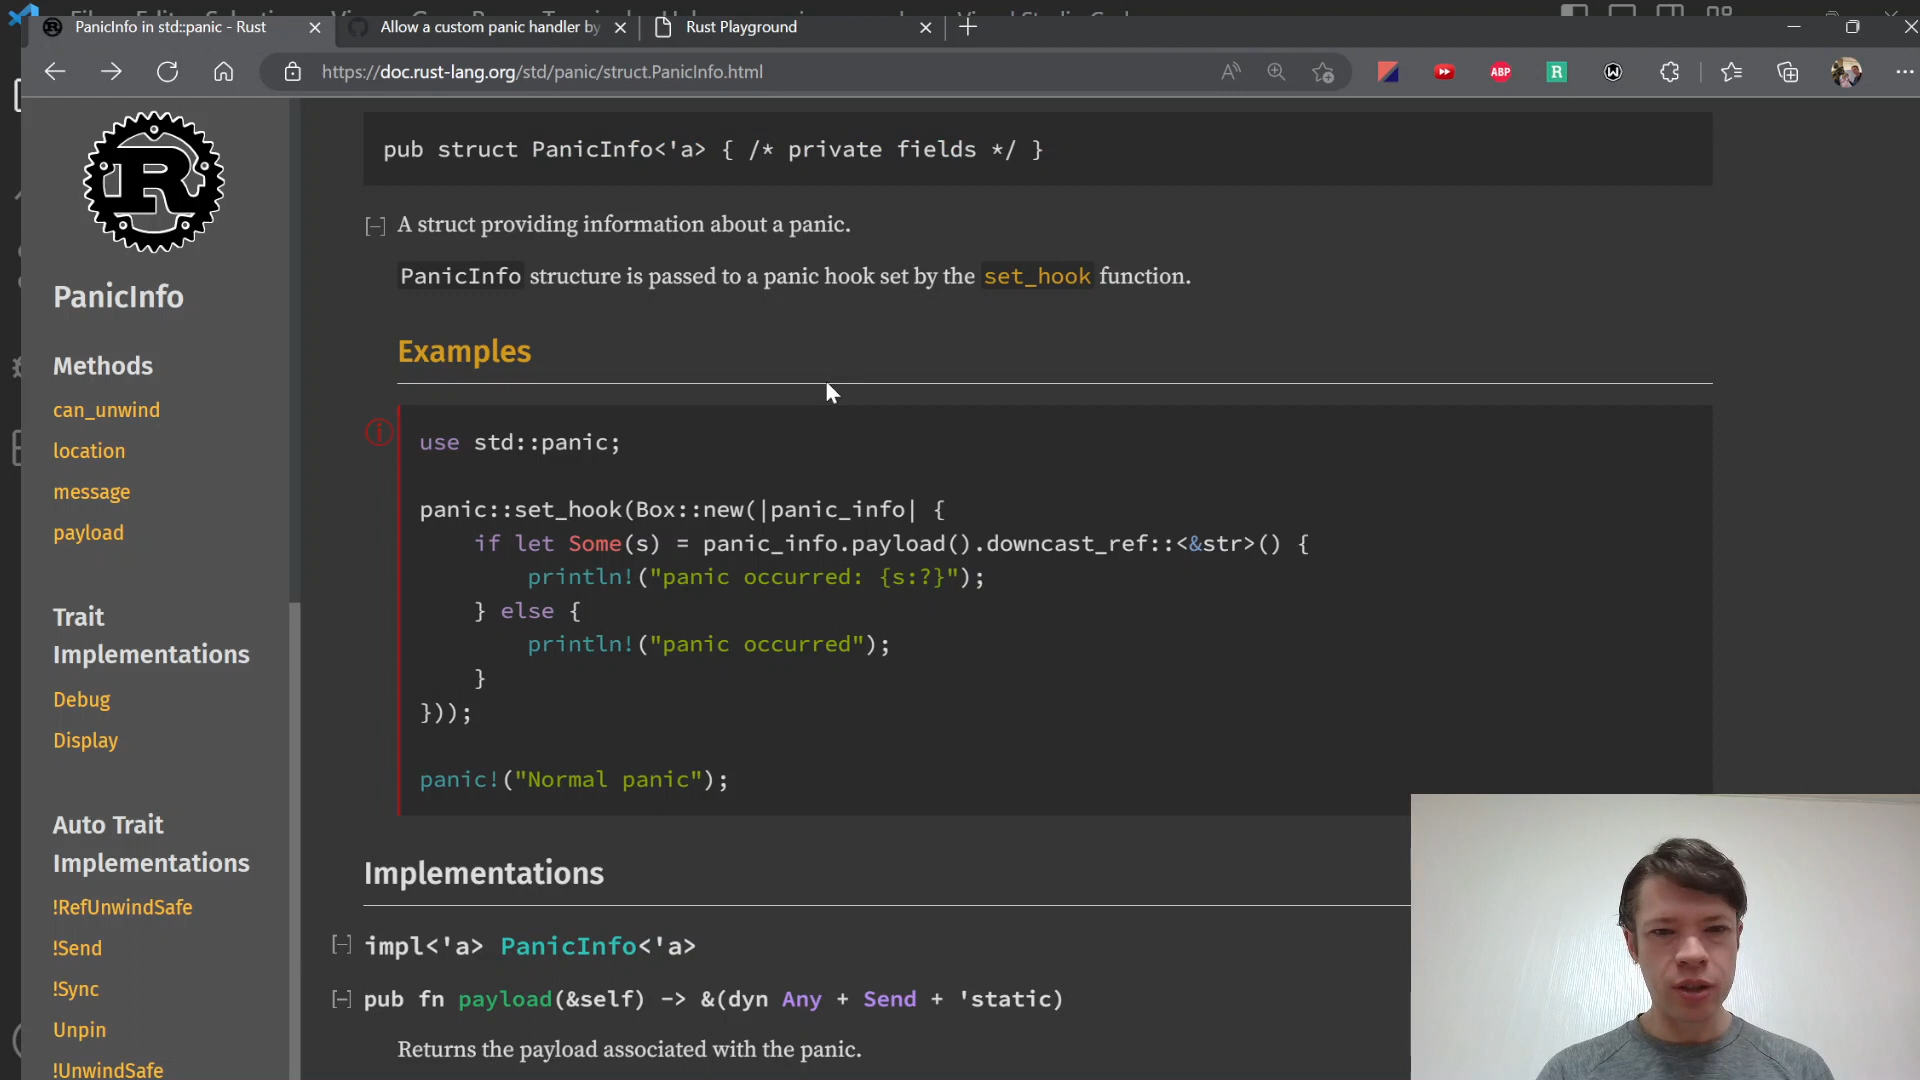 PanicInfo in std::panic - Rust
Allow a custom panic handler by
Rust Playground
https://doc.rust-lang.org/std/panic/struct.PanicInfo.html
ABP
R
PanicInfo
Methods
can_unwind
location
message
payload
Trait
Implementations
Debug
Display
Auto Trait
Implementations
!RefUnwindSafe
!Send
!Sync
Unpin
!UnwindSafe
pub struct PanicInfo<'a> { /* private fields */ }
[-] A struct providing information about a panic.
PanicInfo structure is passed to a panic hook set by the set_hook function.
Examples
use std::panic;
panic::set_hook(Box::new(|panic_info| {
    if let Some(s) = panic_info.payload().downcast_ref::<&str>() {
        println!("panic occurred: {s:?}");
    } else {
        println!("panic occurred");
    }
}));
panic!("Normal panic");
Implementations
[-] impl<'a> PanicInfo<'a>
[-] pub fn payload(&self) -> &(dyn Any + Send + 'static)
Returns the payload associated with the panic.